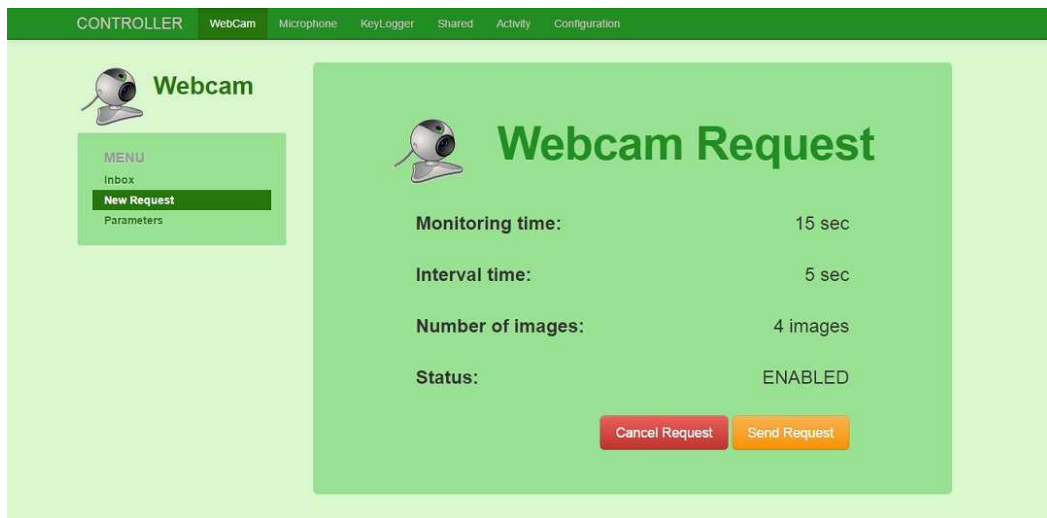 CONTROLLER WebCam Microphone KeyLogger Shared Activity Configuration
Webcam
MENU
Inbox
New Request
Parameters
Webcam Request
Monitoring time: 15 sec
Interval time: 5 sec
Number of images: 4 images
Status: ENABLED
Cancel Request Send Request